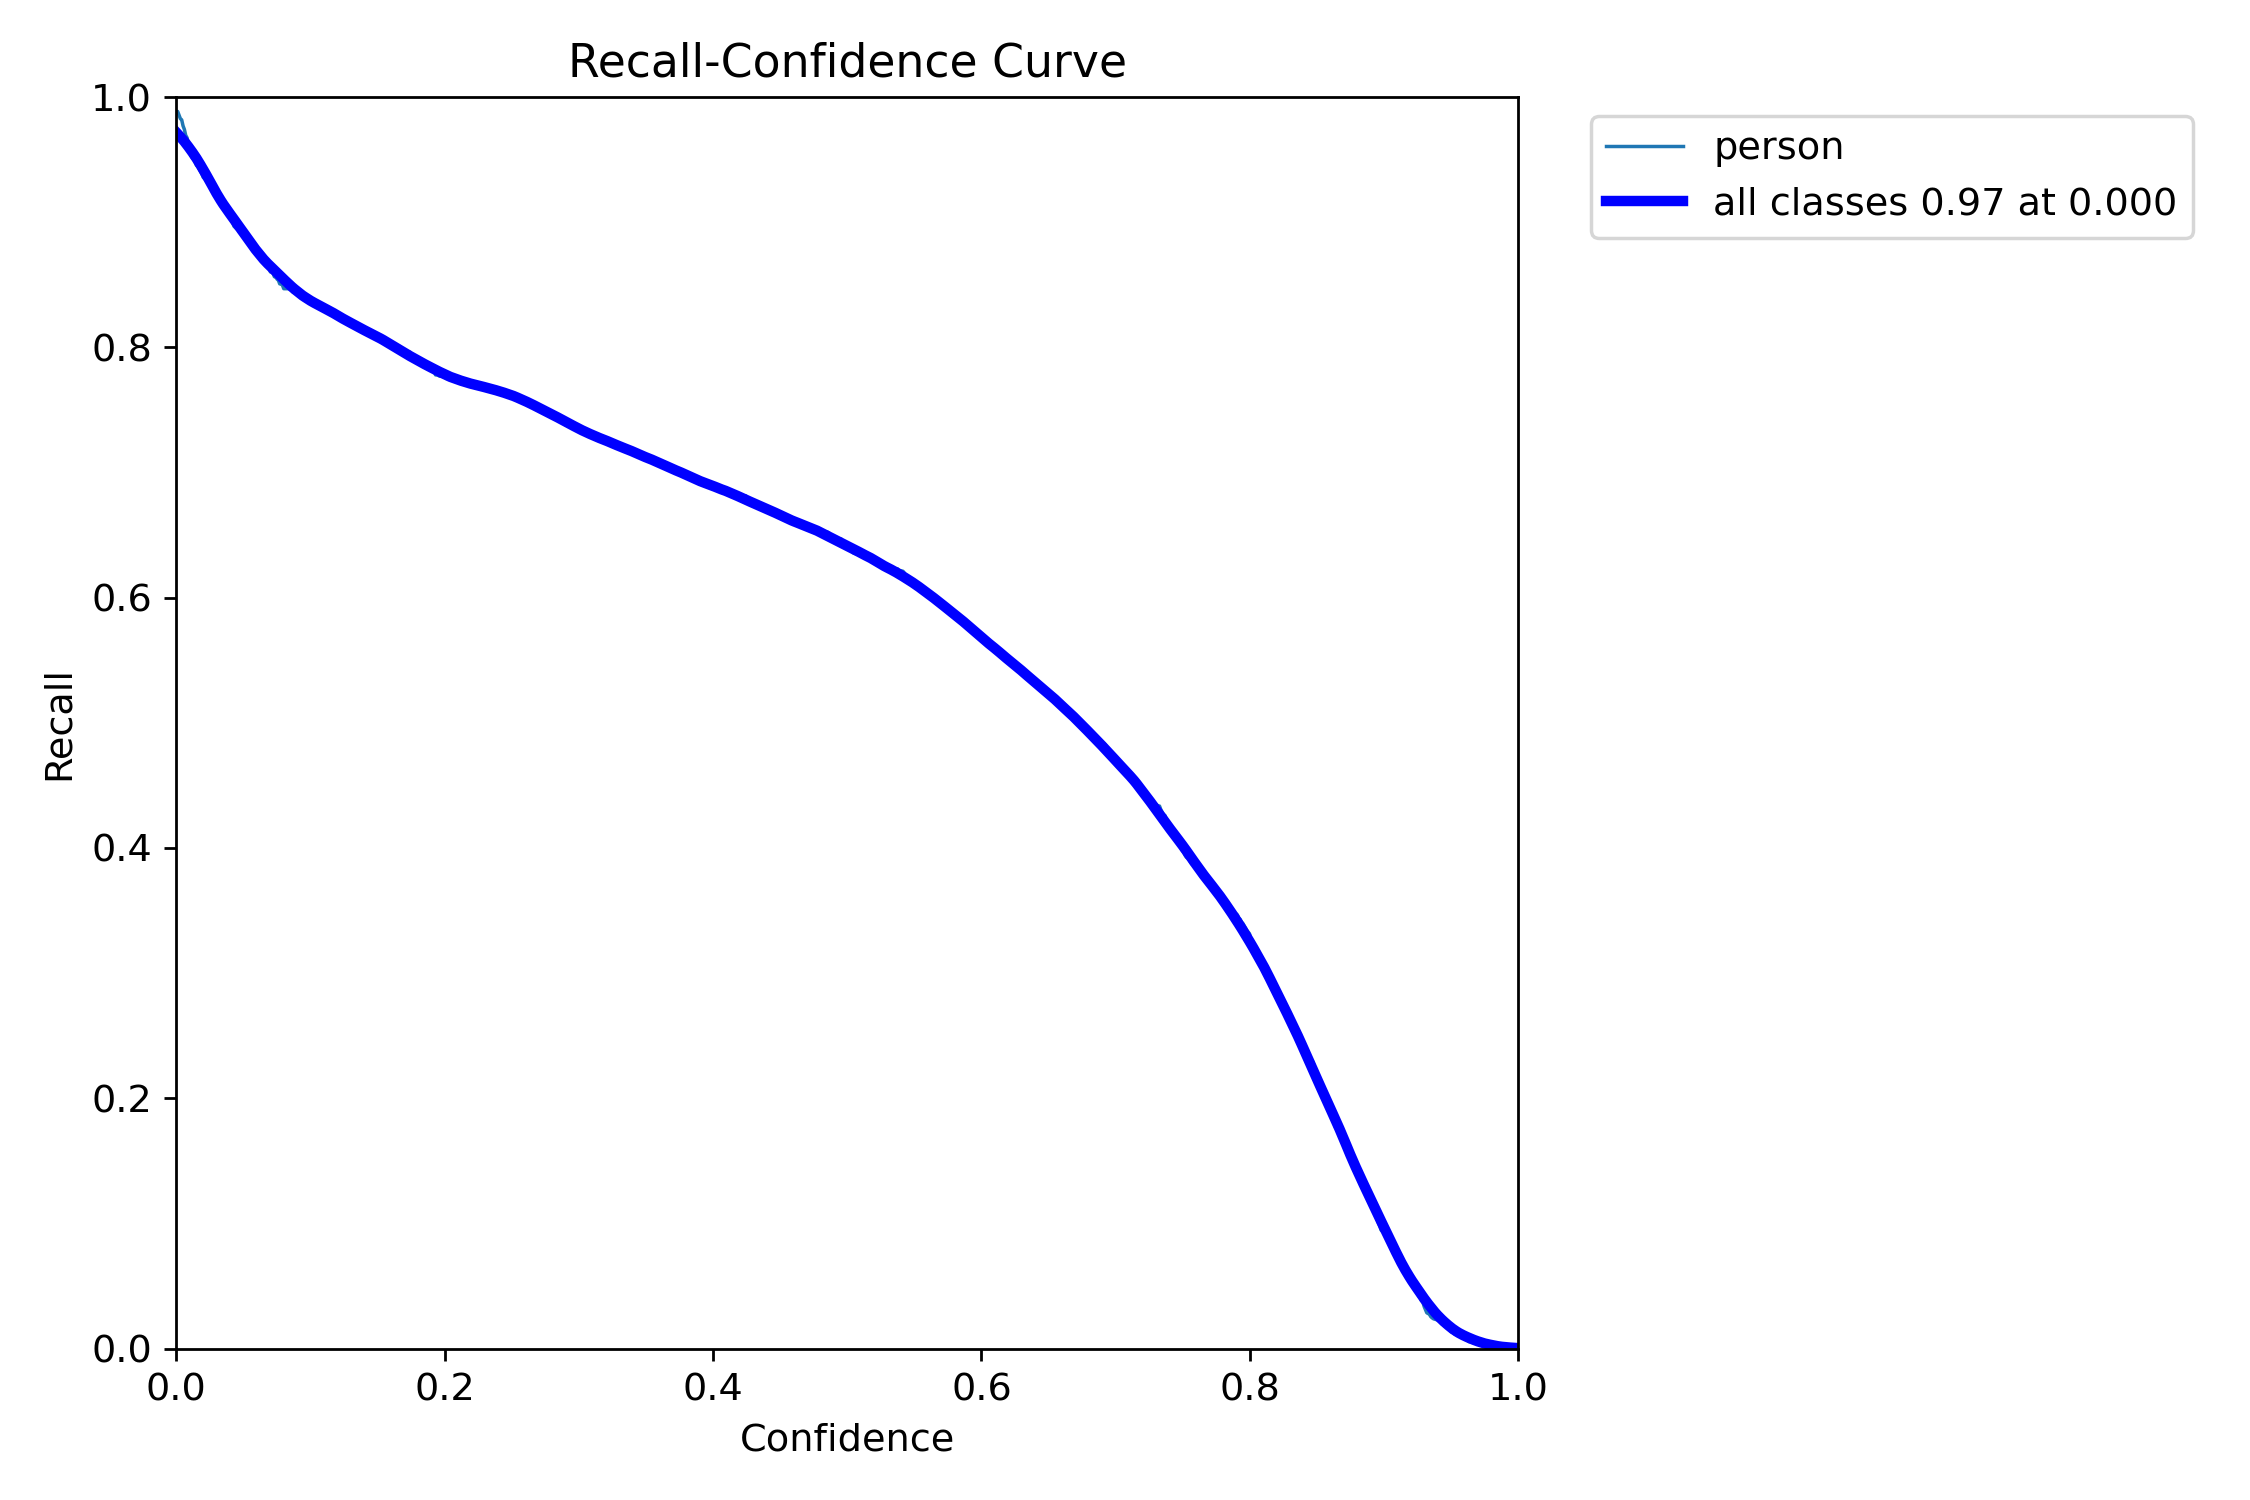 Recall-Confidence Curve
person
all classes 0.97 at 0.000
1.0
0.8
0.6
0.4
0.2
0.0
Recall
0.0 0.2 0.4 0.6 0.8 1.0
Confidence